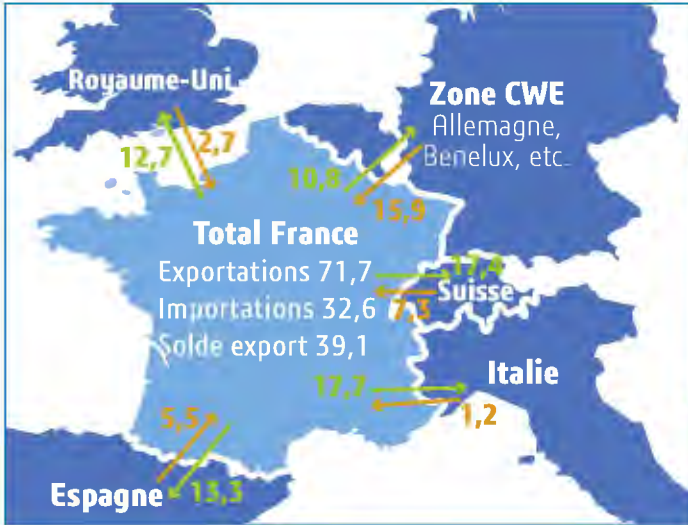 Royaume-Uni
12,7
2,7
Zone CWE
Allemagne,
Benelux, etc.
10,8
15,9
Total France
Exportations 71,7
Importations 32,6
Solde export 39,1
17,4
Suisse
7,3
Italie
17,7
1,2
5,5
13,3
Espagne